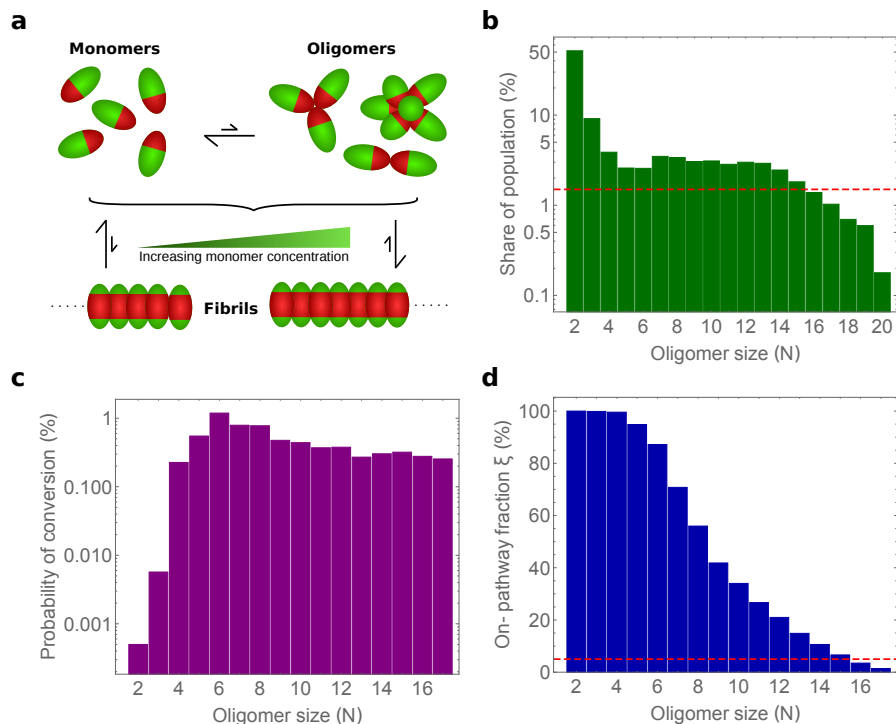 a
Monomers
Oligomers
Increasing monomer concentration
Fibrils
b
Share of population (%)
50
10
5
1
0.5
0.1
2 4 6 8 10 12 14 16 18 20
Oligomer size (N)
c
Probability of conversion (%)
1
0.100
0.010
0.001
2 4 6 8 10 12 14 16
Oligomer size (N)
d
On- pathway fraction ξ (%)
100
80
60
40
20
0
2 4 6 8 10 12 14 16
Oligomer size (N)